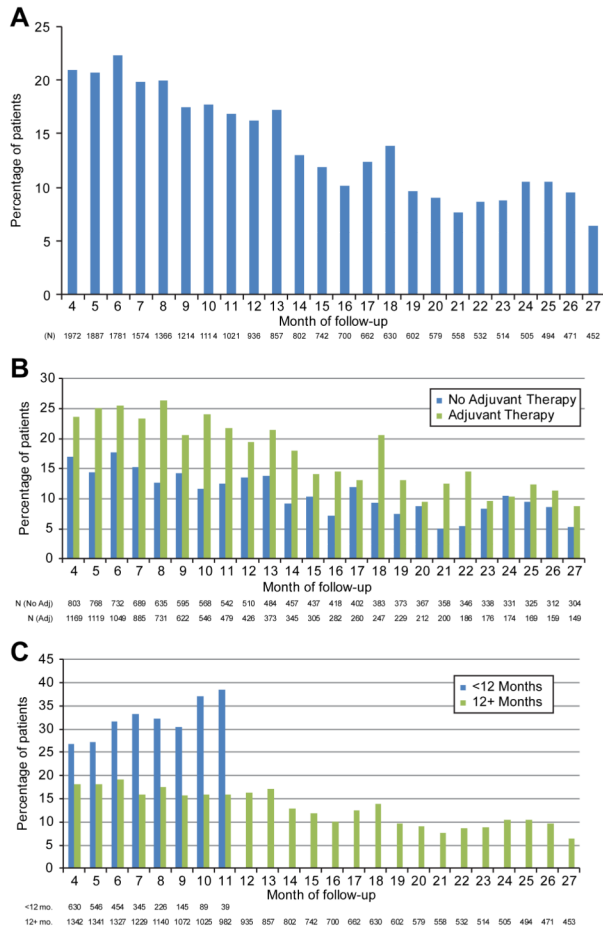 A
25
20
15
10
5
0
Percentage of patients
4 5 6 7 8 9 10 11 12 13 14 15 16 17 18 19 20 21 22 23 24 25 26 27
Month of follow-up
(N) 1972 1887 1781 1574 1366 1214 1114 1021 936 857 802 742 700 662 630 602 579 558 532 514 505 494 471 452
B
30
25
20
15
10
5
0
Percentage of patients
No Adjuvant Therapy
Adjuvant Therapy
4 5 6 7 8 9 10 11 12 13 14 15 16 17 18 19 20 21 22 23 24 25 26 27
Month of follow-up
N (No Adj) 803 768 732 689 635 595 568 542 510 484 457 437 418 402 383 373 367 358 346 338 331 325 312 304
N (Adj) 1169 1119 1049 885 731 622 546 479 426 373 345 305 282 260 247 229 212 200 186 176 174 169 159 149
C
45
40
35
30
25
20
15
10
5
0
Percentage of patients
<12 Months
12+ Months
4 5 6 7 8 9 10 11 12 13 14 15 16 17 18 19 20 21 22 23 24 25 26 27
Month of follow-up
<12 mo. 630 546 454 345 226 145 89 39
12+ mo. 1342 1341 1327 1229 1140 1072 1025 982 935 857 802 742 700 662 630 602 579 558 532 514 505 494 471 453